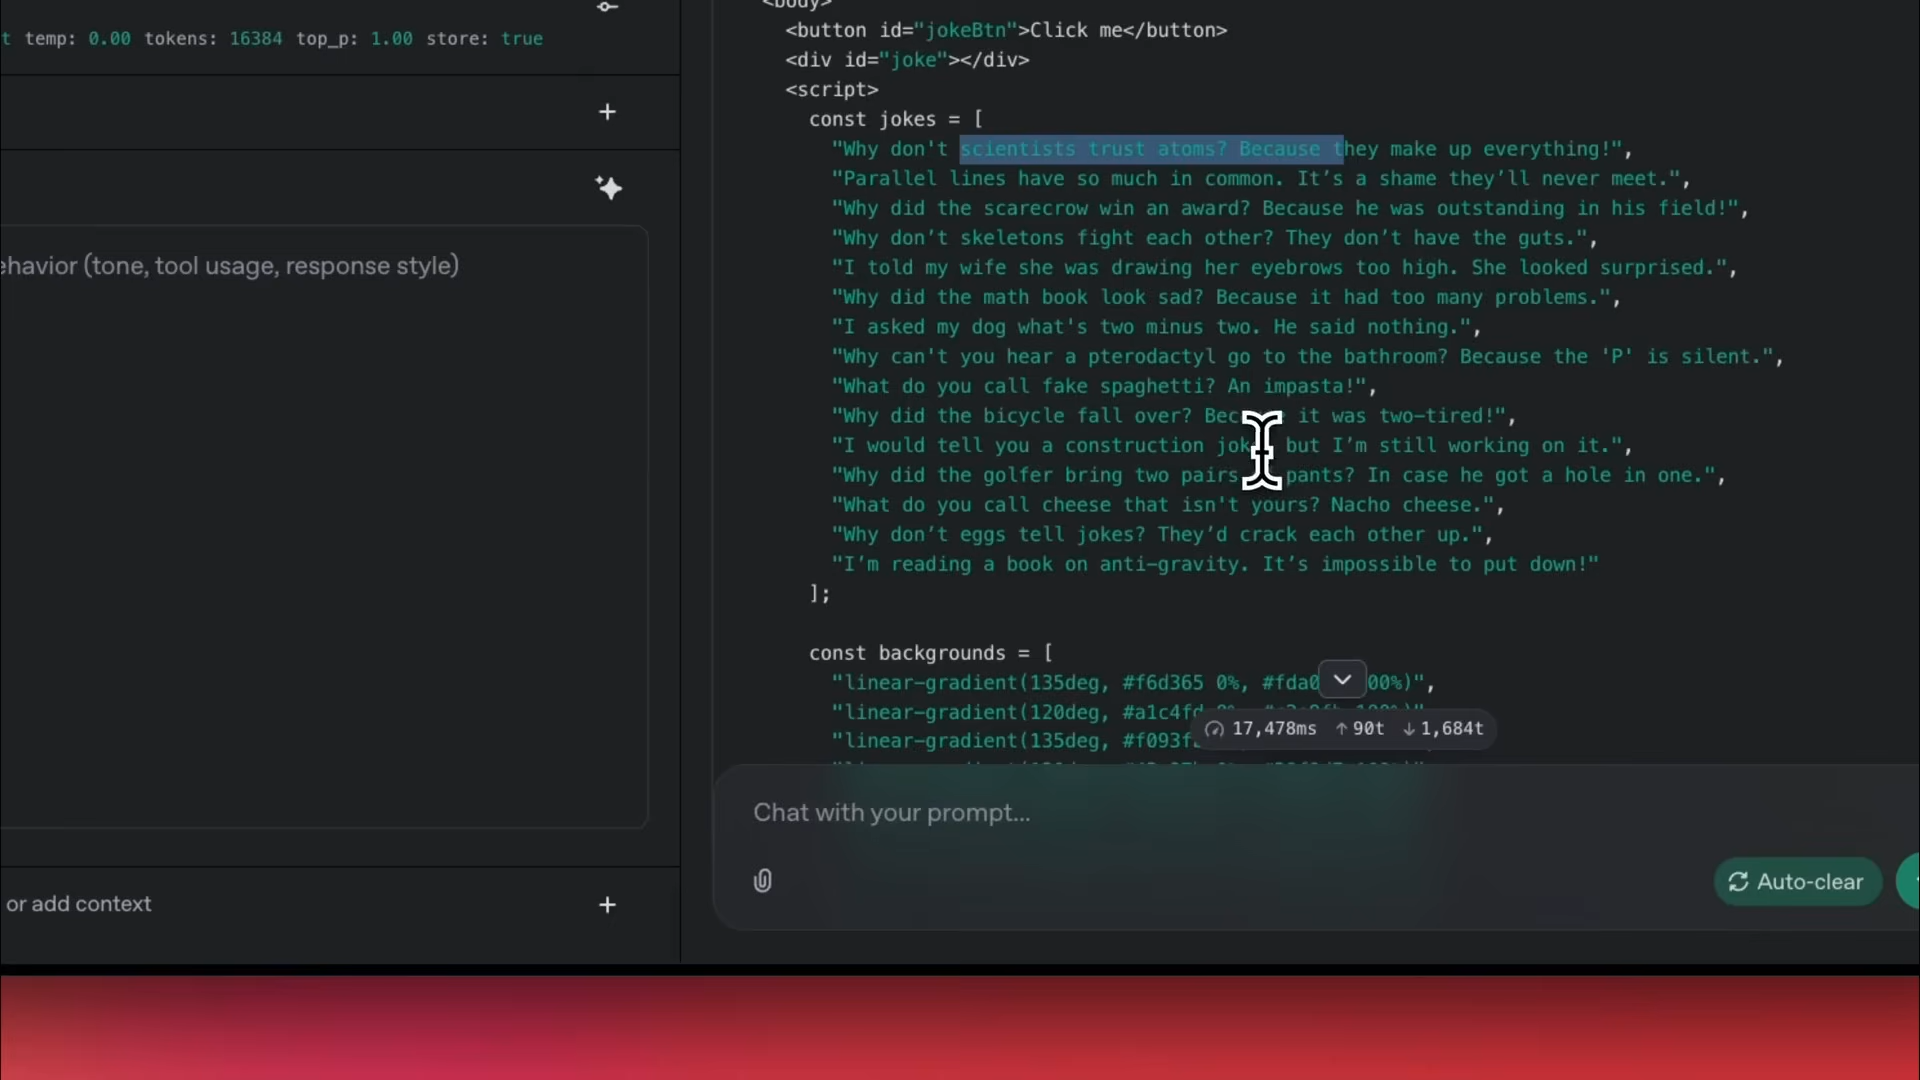 <body>
t temp: 0.00 tokens: 16384 top_p: 1.00 store: true
<button id="jokeBtn">Click me</button>
<div id="joke"></div>
<script>
const jokes = [
"Why don't scientists trust atoms? Because they make up everything!",
"Parallel lines have so much in common. It’s a shame they’ll never meet.",
"Why did the scarecrow win an award? Because he was outstanding in his field!",
"Why don’t skeletons fight each other? They don’t have the guts.",
ehavior (tone, tool usage, response style)
"I told my wife she was drawing her eyebrows too high. She looked surprised.",
"Why did the math book look sad? Because it had too many problems.",
"I asked my dog what's two minus two. He said nothing.",
"Why can't you hear a pterodactyl go to the bathroom? Because the 'P' is silent.",
"What do you call fake spaghetti? An impasta!",
"Why did the bicycle fall over? Bec it was two-tired!",
"I would tell you a construction jok but I’m still working on it.",
"Why did the golfer bring two pairs pants? In case he got a hole in one.",
"What do you call cheese that isn't yours? Nacho cheese.",
"Why don’t eggs tell jokes? They’d crack each other up.",
"I’m reading a book on anti-gravity. It’s impossible to put down!"
];
const backgrounds = [
"linear-gradient(135deg, #f6d365 0%, #fda0 00%)",
"linear-gradient(120deg, #a1c4fd
17,478ms ↑90t ↓1,684t
"linear-gradient(135deg, #f093f
Chat with your prompt...
Auto-clear
or add context